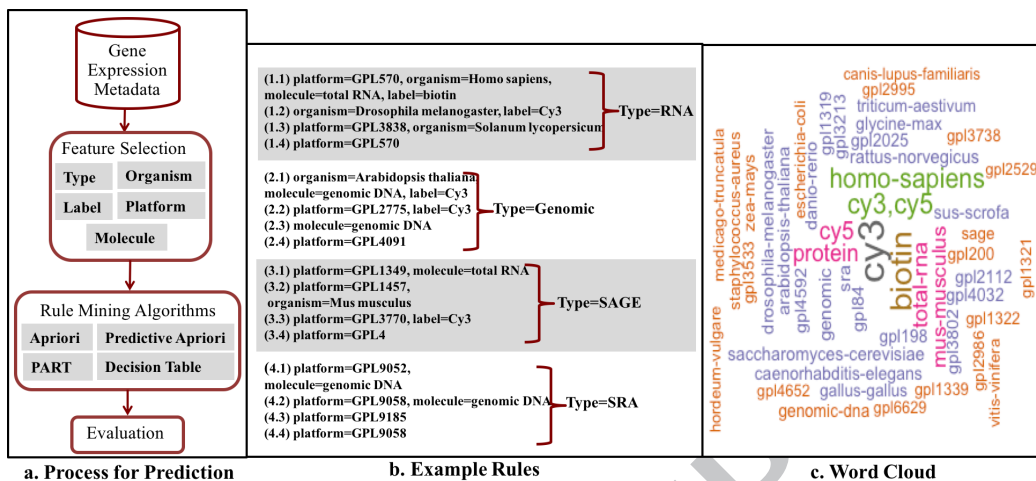 Gene
Expression
Metadata
Feature Selection
Type
Organism
Label
Platform
Molecule
Rule Mining Algorithms
Apriori
Predictive Apriori
PART
Decision Table
Evaluation
a. Process for Prediction
(1.1) platform=GPL570, organism=Homo sapiens,
molecule=total RNA, label=biotin
(1.2) organism=Drosophila melanogaster, label=Cy3
(1.3) platform=GPL3838, organism=Solanum lycopersicum
(1.4) platform=GPL570
Type=RNA
(2.1) organism=Arabidopsis thaliana
molecule=genomic DNA, label=Cy3
(2.2) platform=GPL2775, label=Cy3
(2.3) molecule=genomic DNA
(2.4) platform=GPL4091
Type=Genomic
(3.1) platform=GPL1349, molecule=total RNA
(3.2) platform=GPL1457,
organism=Mus musculus
(3.3) platform=GPL3770, label=Cy3
(3.4) platform=GPL4
Type=SAGE
(4.1) platform=GPL9052,
molecule=genomic DNA
(4.2) platform=GPL9058, molecule=genomic DNA
(4.3) platform=GPL9185
(4.4) platform=GPL9058
Type=SRA
b. Example Rules
canis-lupus-familiaris
gpl2995
triticum-aestivum
glycine-max
gpl2025
gpl3738
rattus-norvegicus
gpl2529
homo-sapiens
cy3,cy5
sus-scrofa
cy5
protein
sage
gpl200
gpl2112
gpl4032
gpl1322
gpl198
saccharomyces-cerevisiae
caenorhabditis-elegans
gpl4652
gallus-gallus
gpl1339
genomic-dna
gpl6629
hordeum-vulgare
medicago-truncatula
staphylococcus-aureus
gpl3533
zea-mays
drosophila-melanogaster
arabidopsis-thaliana
gpl4592
escherichia-coli
danio-rerio
genomic
gpl1319
gpl3213
sra
gpl84
cy3
biotin
total-rna
mus-musculus
gpl3802
gpl2986
vitis-vinifera
gpl1321
c. Word Cloud